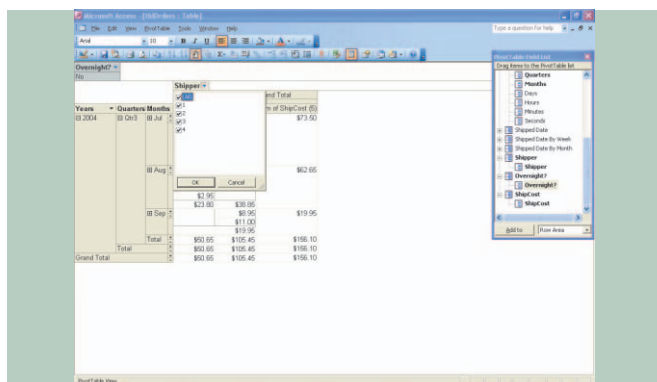 Microsoft Access - [tblOrders : Table]
File Edit View PivotTable Tools Window Help
Type a question for help
Arial 10 B I U
Overnight?
No
Shipper
Grand Total
Years Quarters Months
Sum of ShipCost ($)
(All)
1
2
3
4
OK Cancel
2004 Qtr3 Jul $73.50
Aug $62.65
$2.95
$23.80 $38.85
Sep $8.95 $19.95
$11.00
$19.95
Total $50.65 $105.45 $156.10
Total $50.65 $105.45 $156.10
Grand Total $50.65 $105.45 $156.10
PivotTable Field List
Drag items to the PivotTable list
Quarters
Months
Days
Hours
Minutes
Seconds
Shipped Date
Shipped Date By Week
Shipped Date By Month
Shipper
Shipper
Overnight?
Overnight?
ShipCost
ShipCost
Add to Row Area
PivotTable View